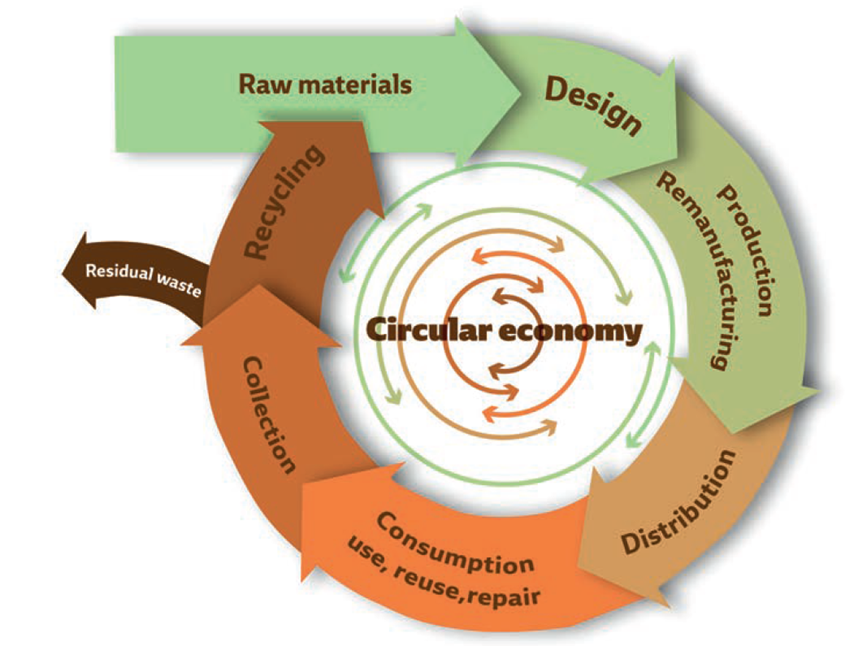 Raw materials
Design
Production
Remanufacturing
Distribution
Consumption
use, reuse,repair
Collection
Recycling
Residual waste
Circular economy